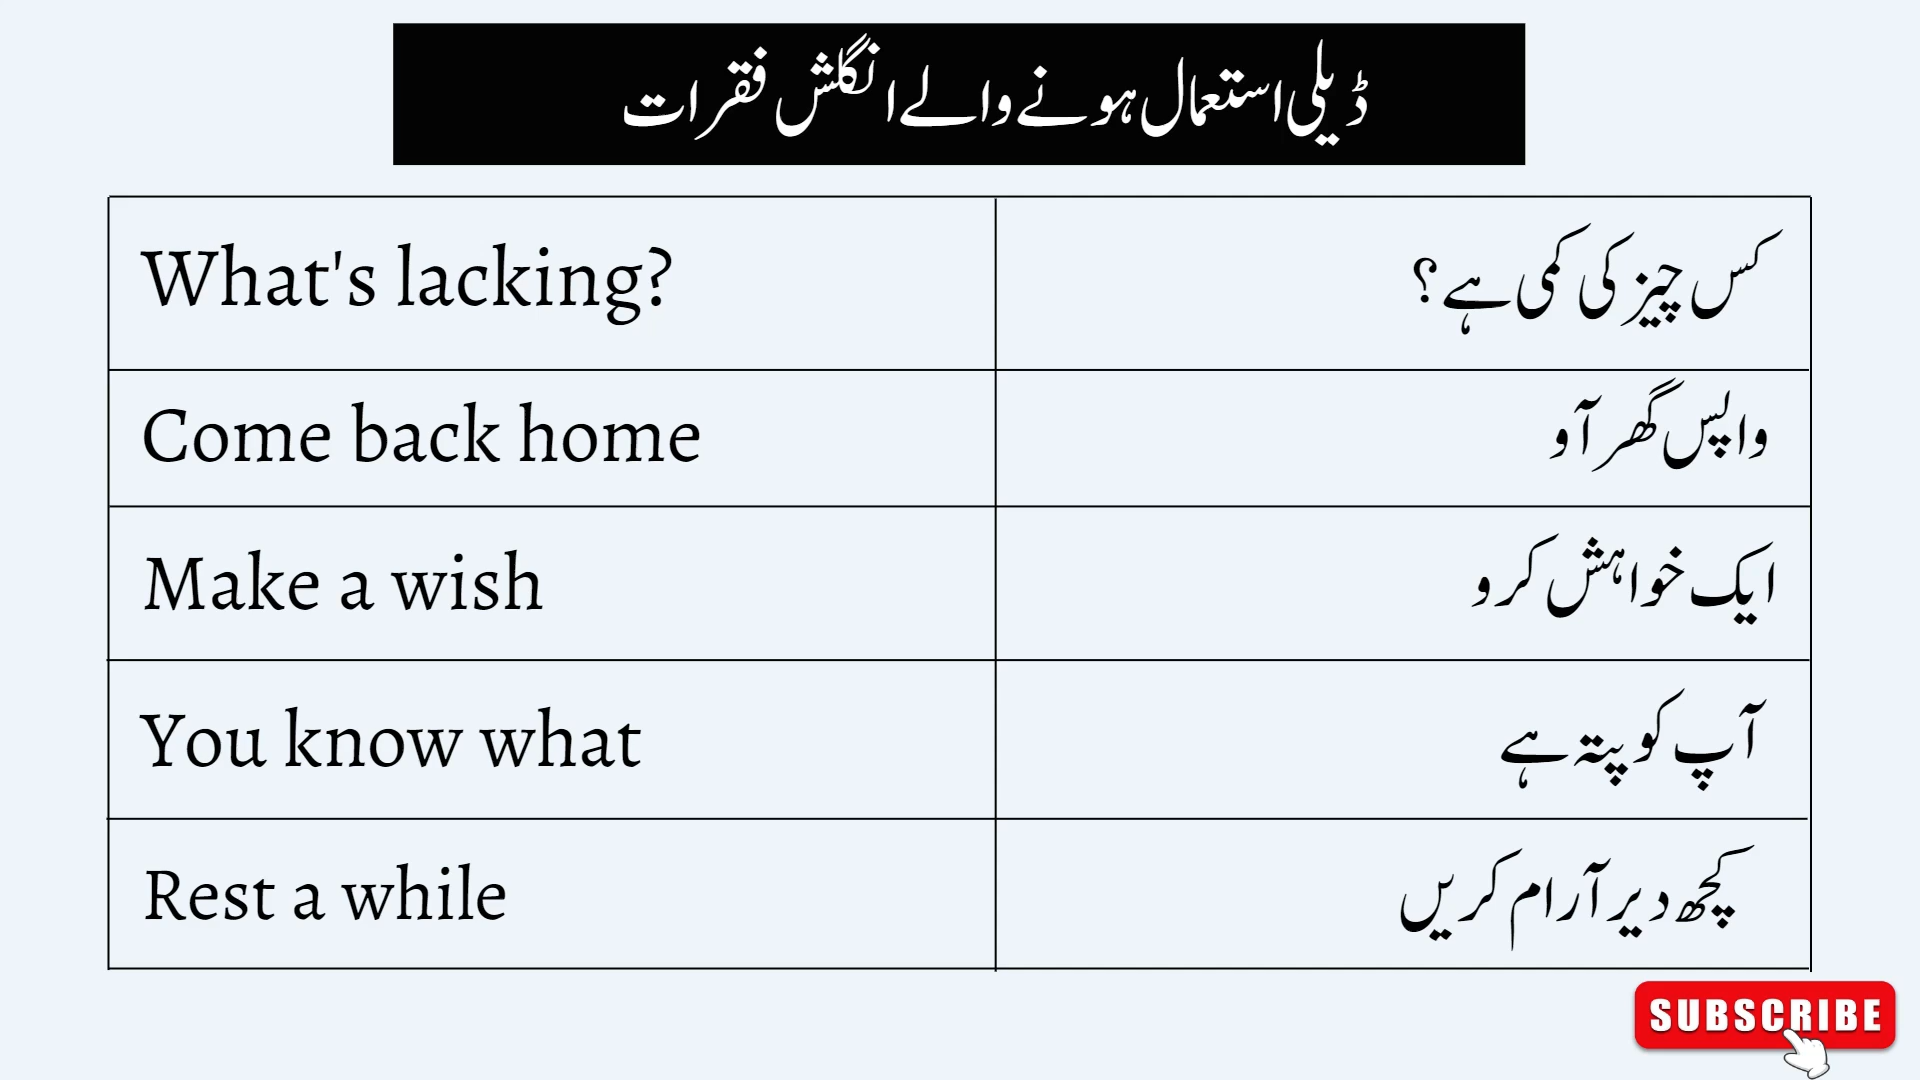 ڈیلی استعمال ہونے والے انگلش فقرات
What's lacking?
کس چیز کی کمی ہے؟
Come back home
واپس گھر آو
Make a wish
ایک خواہش کرو
You know what
آپ کو پتہ ہے
Rest a while
کچھ دیر آرام کریں
SUBSCRIBE